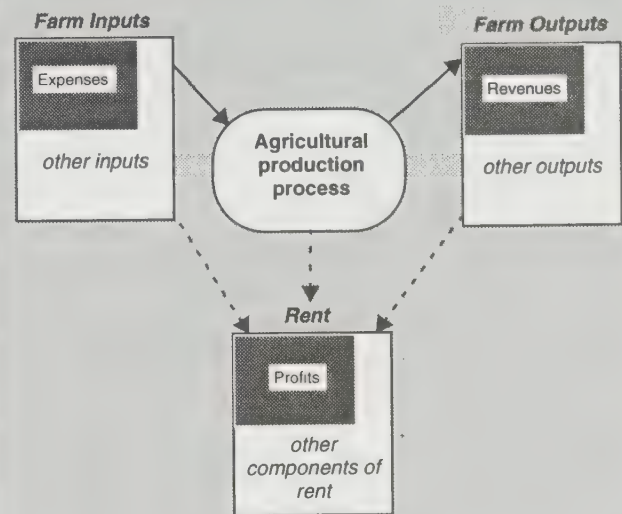 Farm Inputs
Farm Outputs
Expenses
Revenues
other inputs
Agricultural
production
process
other outputs
Rent
Profits
other
components of
rent